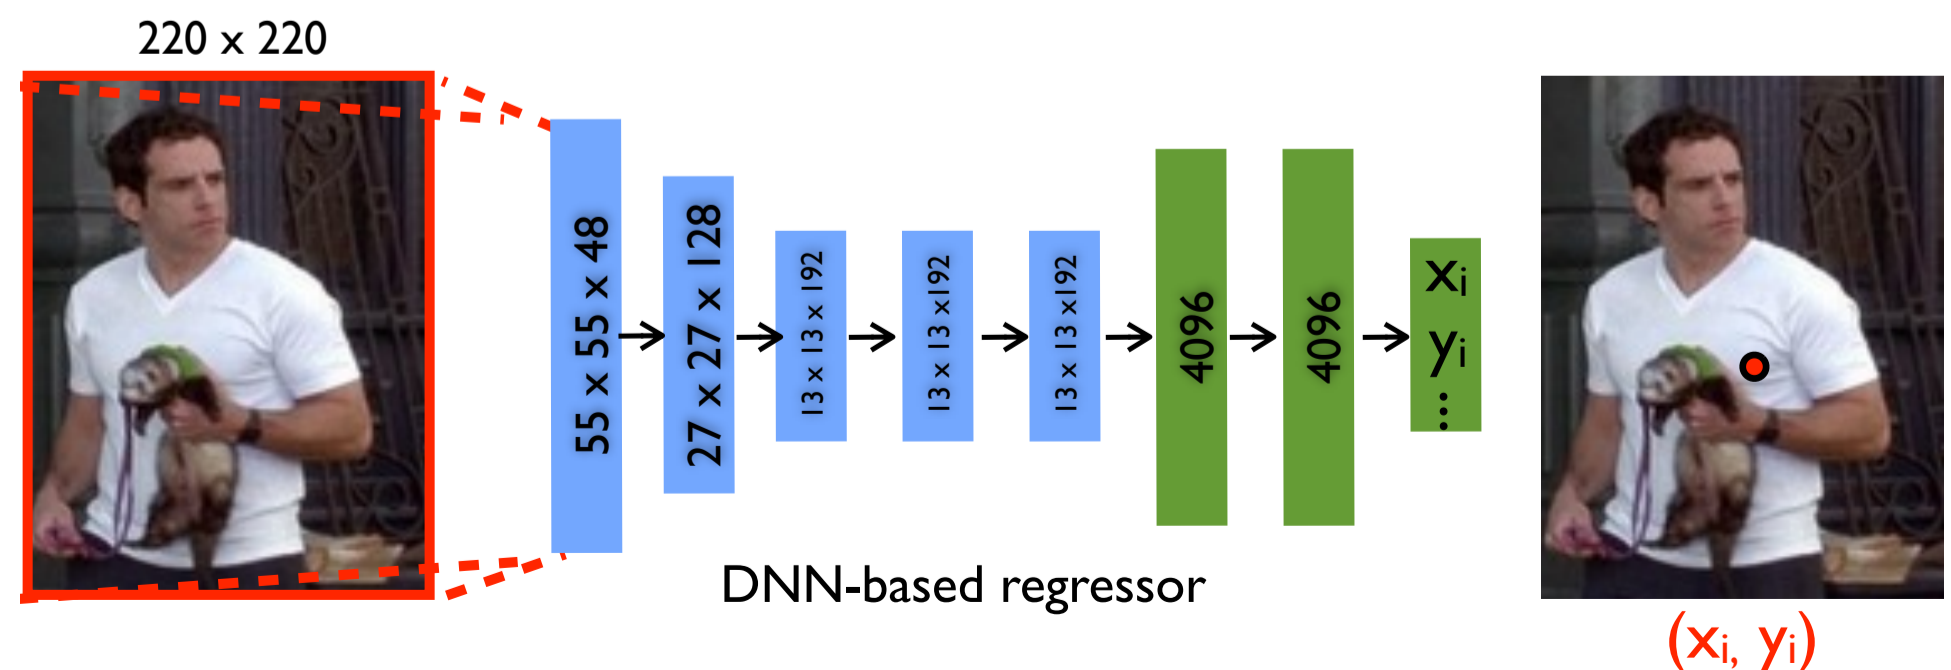 220 x 220
55 x 55 x 48
27 x 27 x 128
13 x 13 x 192
13 x 13 x192
13 x 13 x192
4096
4096
xi
yi
...
DNN-based regressor
(xi, yi)